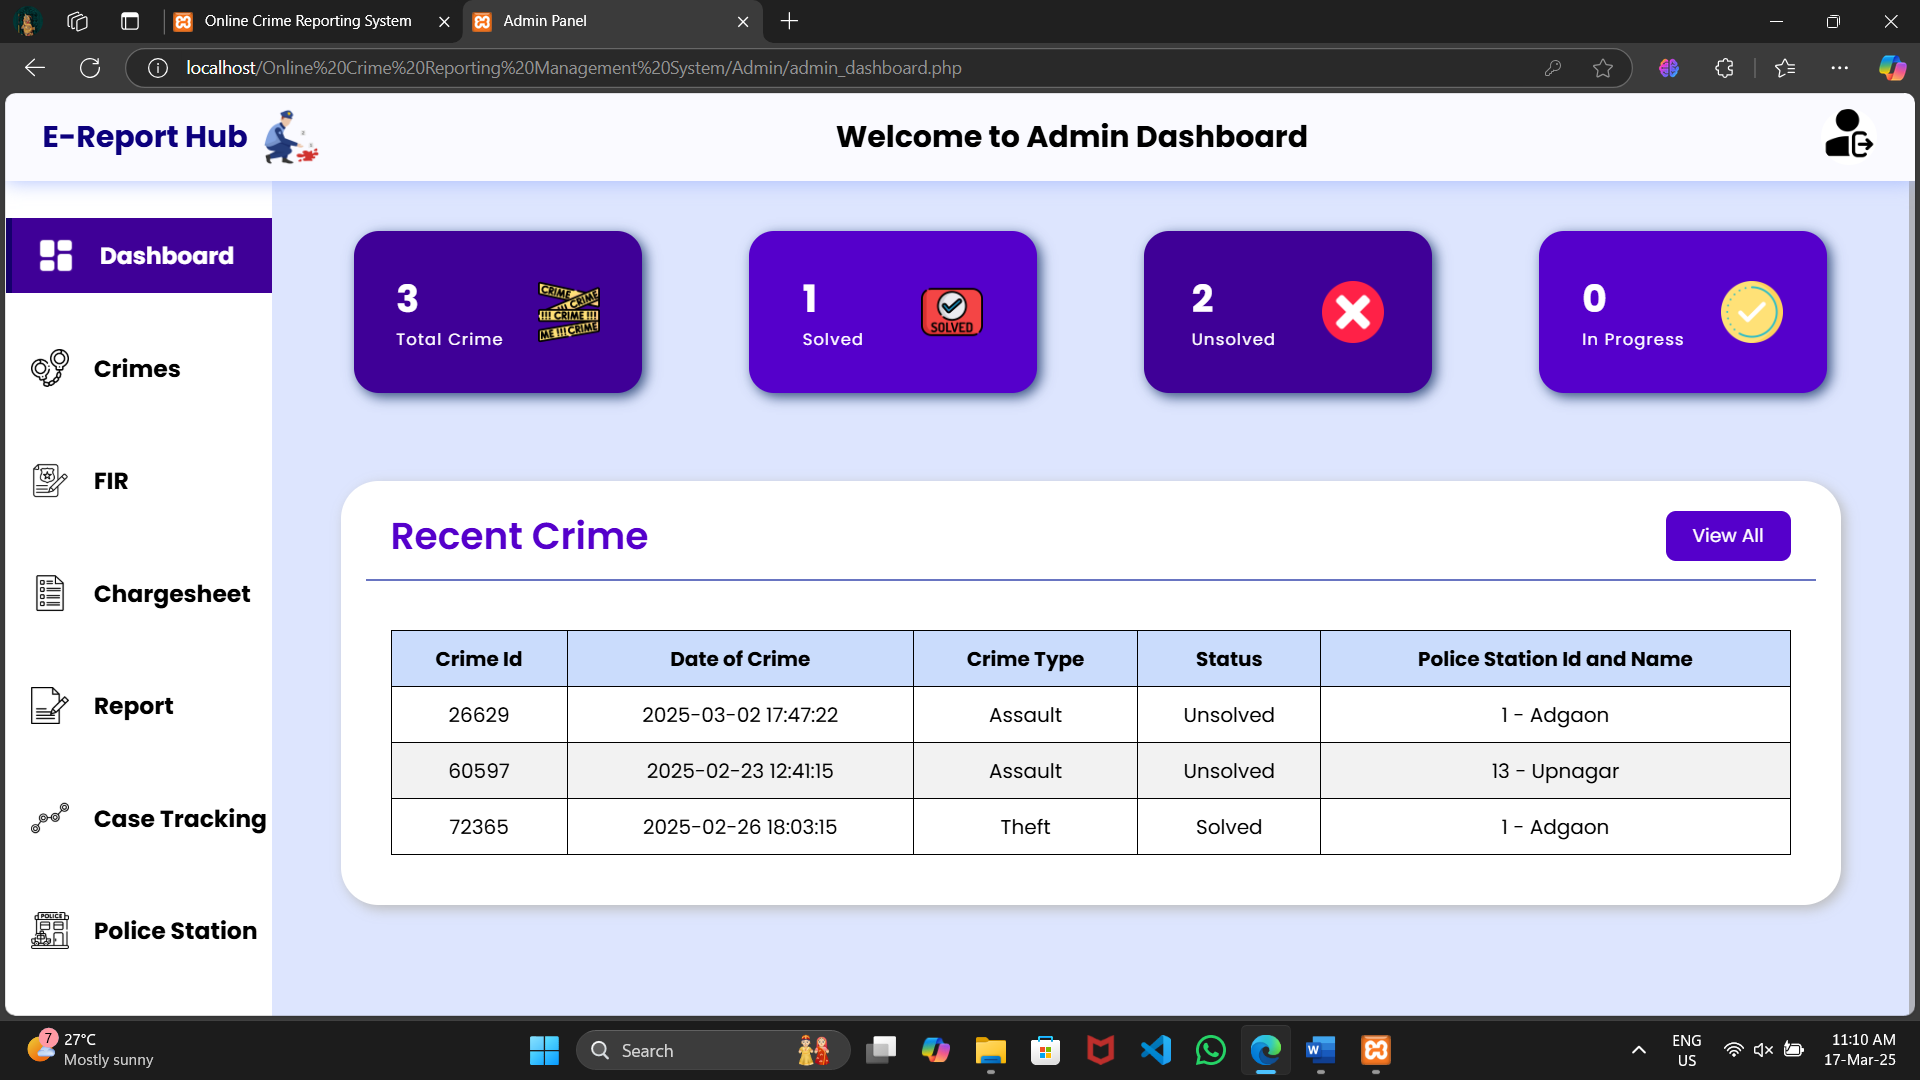 Online Crime Reporting System
Admin Panel
localhost/Online%20Crime%20Reporting%20Management%20System/Admin/admin_dashboard.php
E-Report Hub
Welcome to Admin Dashboard
Dashboard
Crimes
FIR
Chargesheet
Report
Case Tracking
POLICE
Police Station
3
Total Crime
CRIME
!!! CRIME
!!! CRIME !!!
ME !!! CRIME
1
Solved
SOLVED
2
Unsolved
0
In Progress
Recent Crime
View All
Crime Id Date of Crime Crime Type Status Police Station Id and Name
26629 2025-03-02 17:47:22 Assault Unsolved 1 - Adgaon
60597 2025-02-23 12:41:15 Assault Unsolved 13 - Upnagar
72365 2025-02-26 18:03:15 Theft Solved 1 - Adgaon
7
27°C
Mostly sunny
Search
W
ENG
US
11:10 AM
17-Mar-25